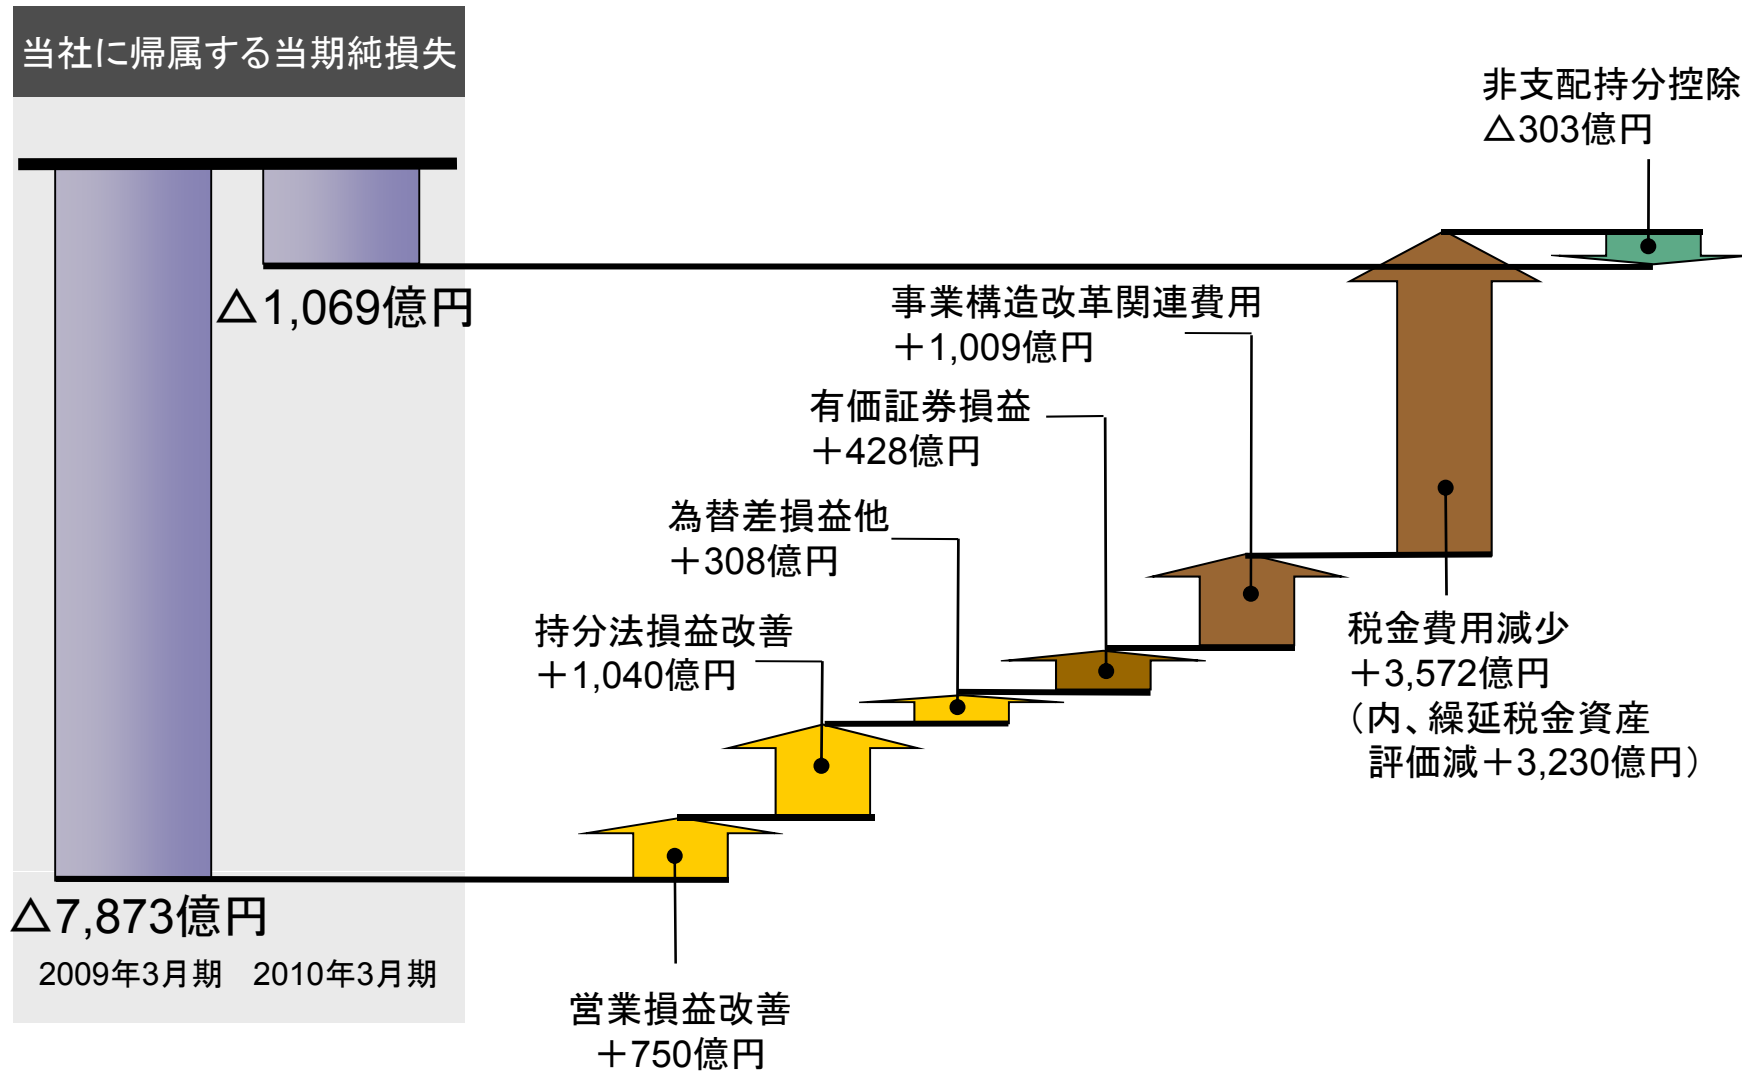 当社に帰属する当期純損失
非支配持分控除
△303億円
△1,069億円
事業構造改革関連費用
＋1,009億円
有価証券損益
＋428億円
為替差損益他
＋308億円
持分法損益改善
＋1,040億円
税金費用減少
＋3,572億円
（内、繰延税金資産
評価減＋3,230億円）
△7,873億円
2009年3月期 2010年3月期
営業損益改善
＋750億円